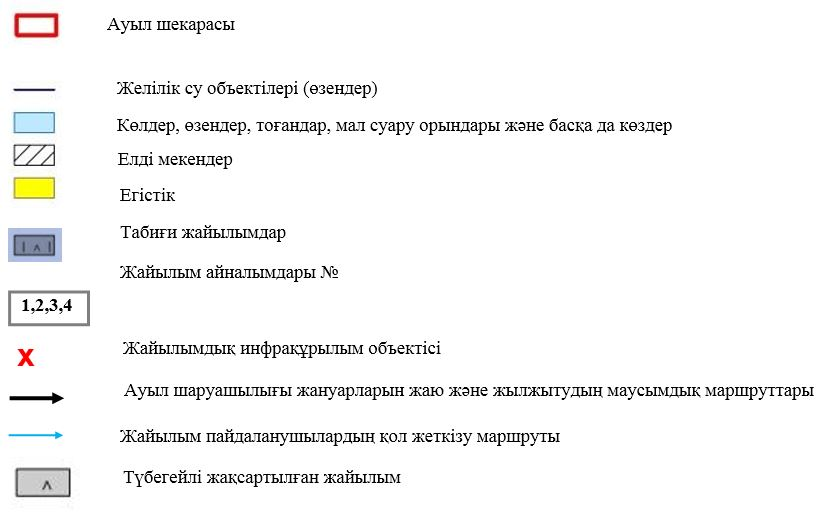 Ауыл шекарасы
Желілік су объектілері (өзендер)
Көлдер, өзендер, тоғандар, мал суару орындары және басқа да көздер
Елді мекендер
Егістік
Табиғи жайылымдар
Жайылым айналымдары №
1,2,3,4
Х Жайылымдық инфрақұрылым объектісі
Ауыл шаруашылығы жануарларын жаю және жылжытудың маусымдық маршруттары
Жайылым пайдаланушылардың қол жеткізу маршруты
Түбегейлі жақсартылған жайылым